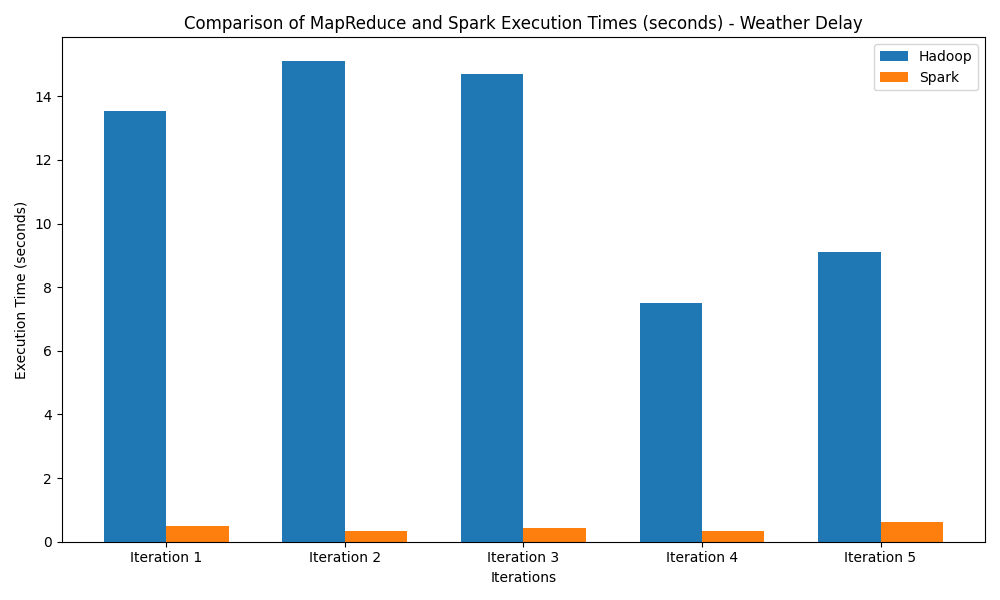 Comparison of MapReduce and Spark Execution Times (seconds) - Weather Delay
Hadoop
Spark
Execution Time (seconds)
14
12
10
8
6
4
2
0
Iteration 1
Iteration 2
Iteration 3
Iteration 4
Iteration 5
Iterations